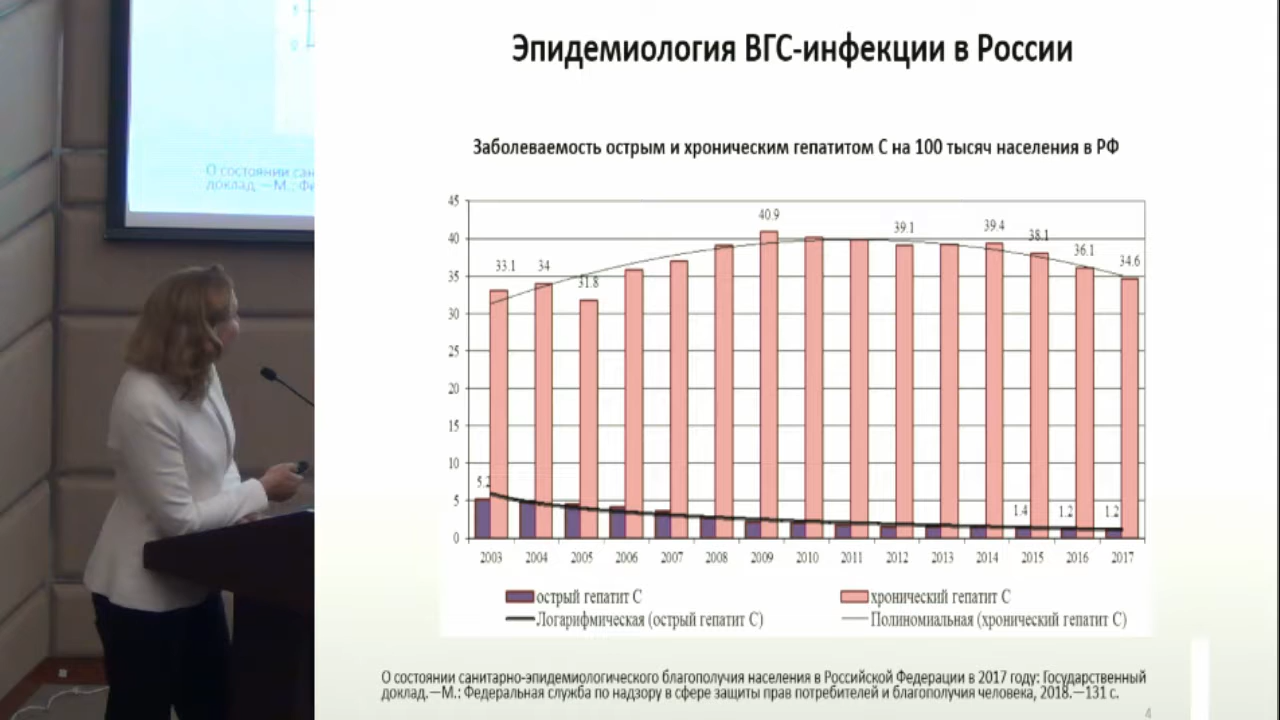 Эпидемиология ВГС-инфекции в России
Заболеваемость острым и хроническим гепатитом С на 100 тысяч населения в РФ
45
40
35
30
25
20
15
10
5
0
33.1
34
31.8
40.9
39.1
39.4
38.1
36.1
34.6
5.2
1.4
1.2
1.2
2003 2004 2005 2006 2007 2008 2009 2010 2011 2012 2013 2014 2015 2016 2017
острый гепатит С
хронический гепатит С
Логарифмическая (острый гепатит С)
Полиномиальная (хронический гепатит С)
О состоянии санитарно-эпидемиологического благополучия населения в Российской Федерации в 2017 году: Государственный
доклад.—М.: Федеральная служба по надзору в сфере защиты прав потребителей и благополучия человека, 2018.—131 с.
4
О состоянии сан
доклад.—М.: Фе